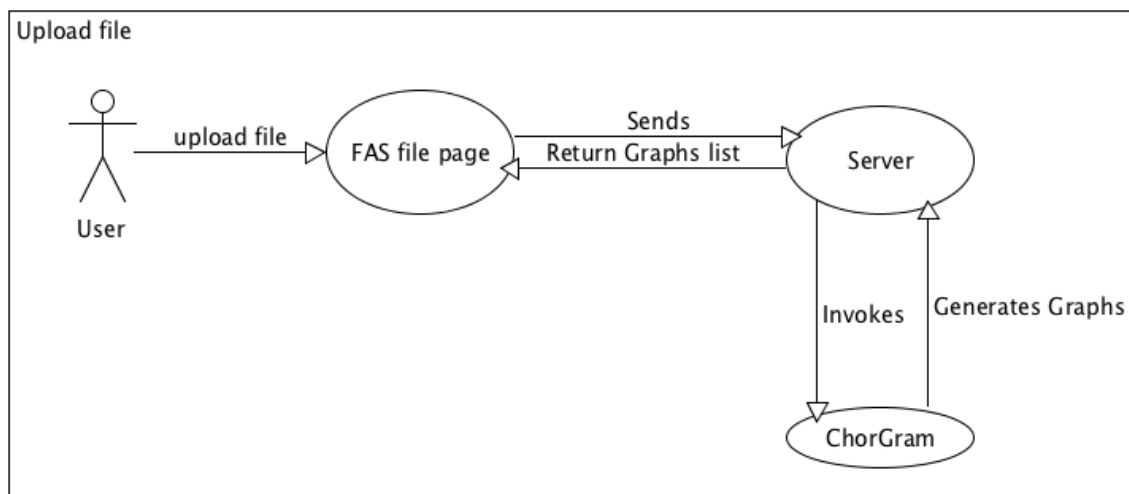 Upload file
Sends
upload file
FAS file page
Return Graphs list
Server
User
Invokes
Generates Graphs
ChorGram